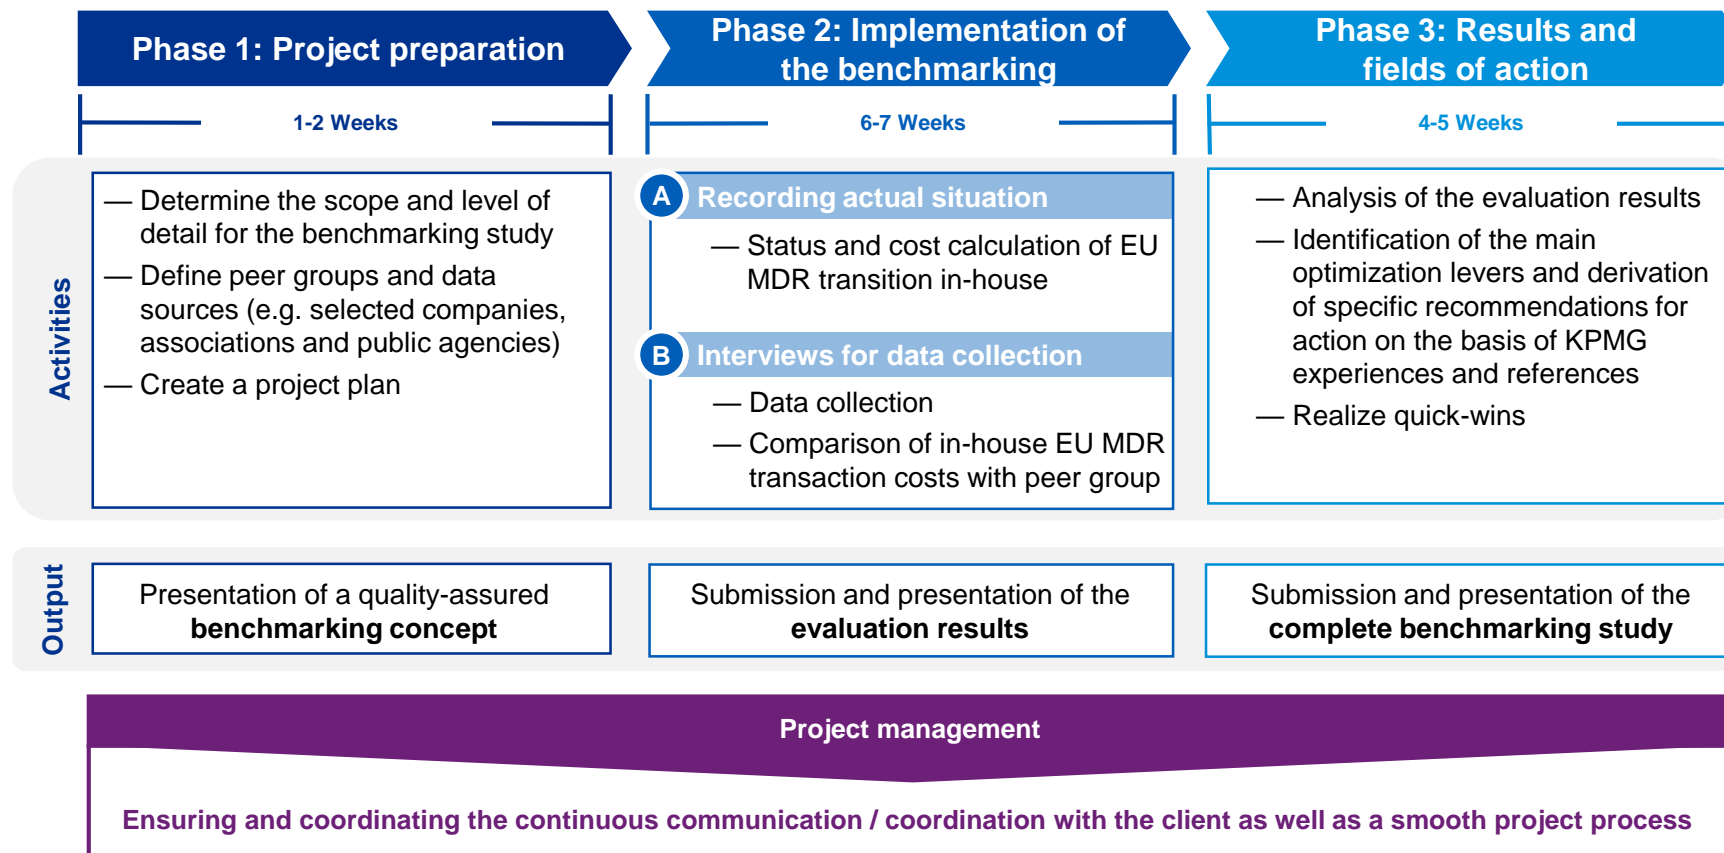 Phase 1: Project preparation
Phase 2: Implementation of
the benchmarking
Phase 3: Results and
fields of action
1-2 Weeks
6-7 Weeks
4-5 Weeks
Activities
— Determine the scope and level of
detail for the benchmarking study
— Define peer groups and data
sources (e.g. selected companies,
associations and public agencies)
— Create a project plan
A Recording actual situation
— Status and cost calculation of EU
MDR transition in-house
B Interviews for data collection
— Data collection
— Comparison of in-house EU MDR
transaction costs with peer group
— Analysis of the evaluation results
— Identification of the main
optimization levers and derivation
of specific recommendations for
action on the basis of KPMG
experiences and references
— Realize quick-wins
Output
Presentation of a quality-assured
benchmarking concept
Submission and presentation of the
evaluation results
Submission and presentation of the
complete benchmarking study
Project management
Ensuring and coordinating the continuous communication / coordination with the client as well as a smooth project process